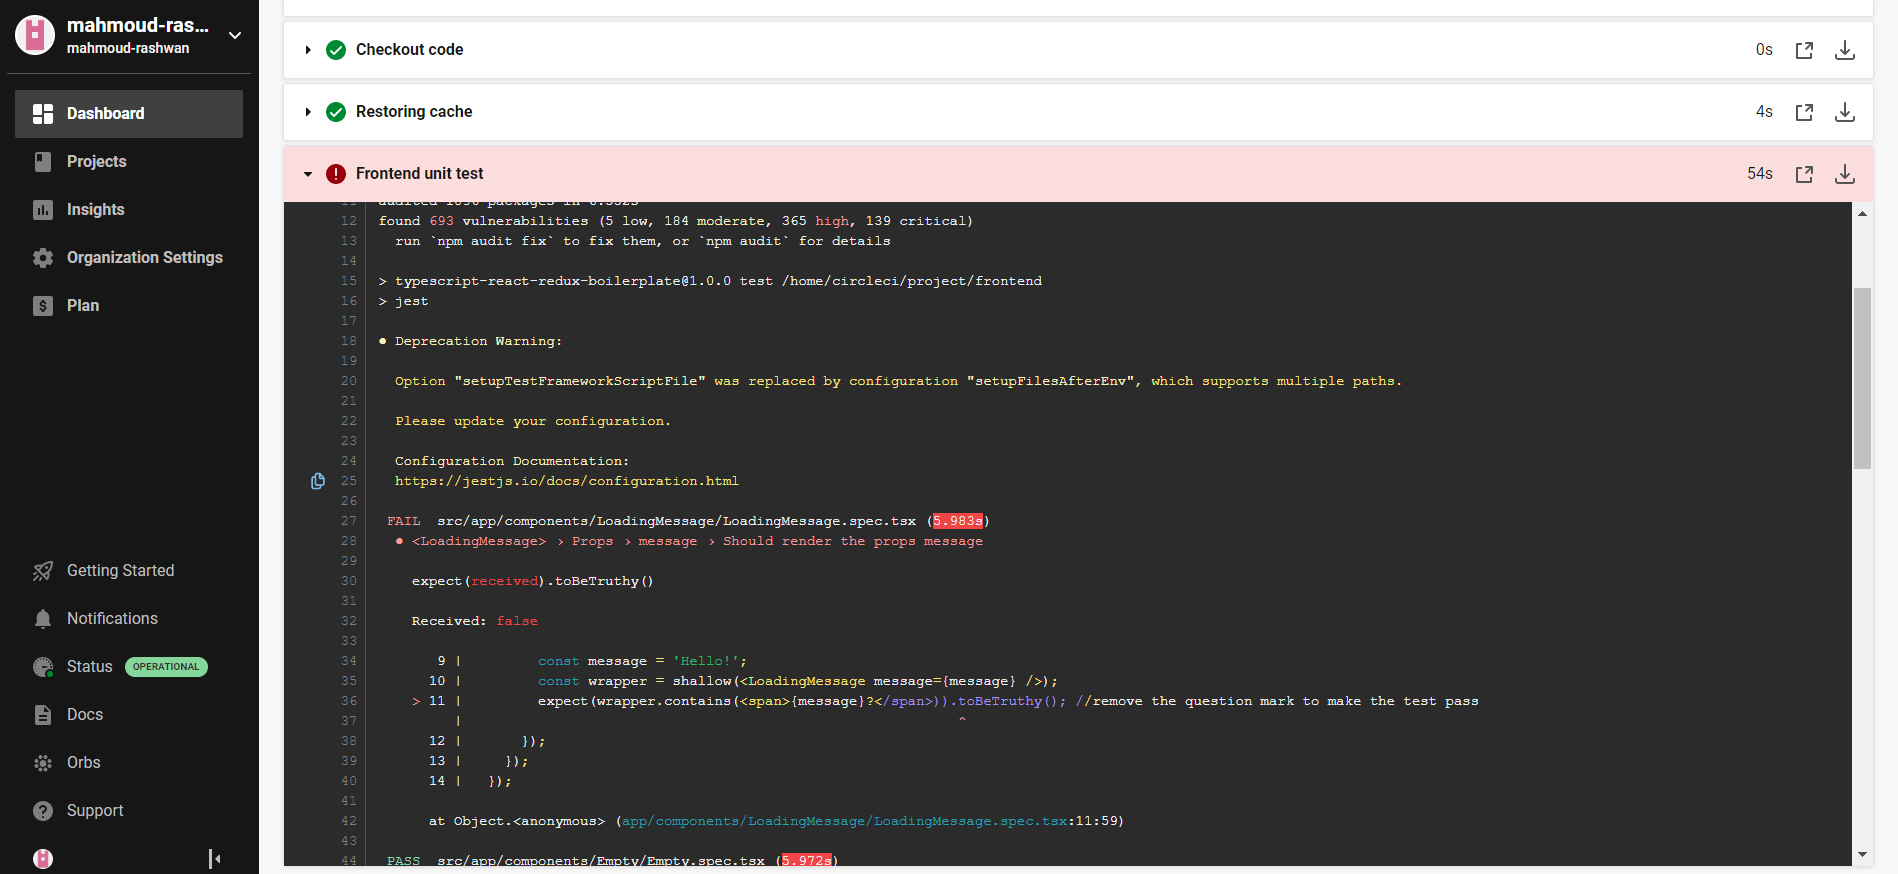 mahmoud-ras...
mahmoud-rashwan
Dashboard
Projects
Insights
Organization Settings
Plan
Getting Started
Notifications
Status OPERATIONAL
Docs
Orbs
Support
Checkout code 0s
Restoring cache 4s
Frontend unit test 54s
12 found 693 vulnerabilities (5 low, 184 moderate, 365 high, 139 critical)
13 run `npm audit fix` to fix them, or `npm audit` for details
14
15 > typescript-react-redux-boilerplate@1.0.0 test /home/circleci/project/frontend
16 > jest
17
18 ● Deprecation Warning:
19
20 Option "setupTestFrameworkScriptFile" was replaced by configuration "setupFilesAfterEnv", which supports multiple paths.
21
22 Please update your configuration.
23
24 Configuration Documentation:
25 https://jestjs.io/docs/configuration.html
26
27 FAIL src/app/components/LoadingMessage/LoadingMessage.spec.tsx (5.983s)
28 ● <LoadingMessage> › Props › message › Should render the props message
29
30 expect(received).toBeTruthy()
31
32 Received: false
33
34 9 | const message = 'Hello!';
35 10 | const wrapper = shallow(<LoadingMessage message={message} />);
36 > 11 | expect(wrapper.contains(<span>{message}?</span>)).toBeTruthy(); //remove the question mark to make the test pass
37 | ^
38 12 | });
39 13 | });
40 14 | });
41
42 at Object.<anonymous> (app/components/LoadingMessage/LoadingMessage.spec.tsx:11:59)
43
44 PASS src/app/components/Empty/Empty.spec.tsx (5.972s)